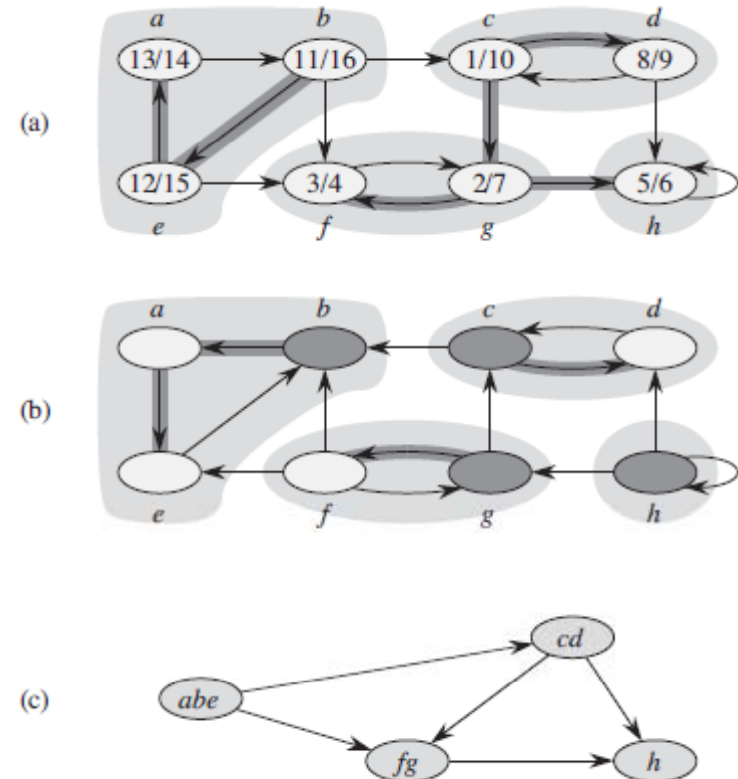 a b c d
13/14 11/16 1/10 8/9
(a)
12/15 3/4 2/7 5/6
e f g h
a b c d
(b)
e f g h
cd
(c)
abe
fg h